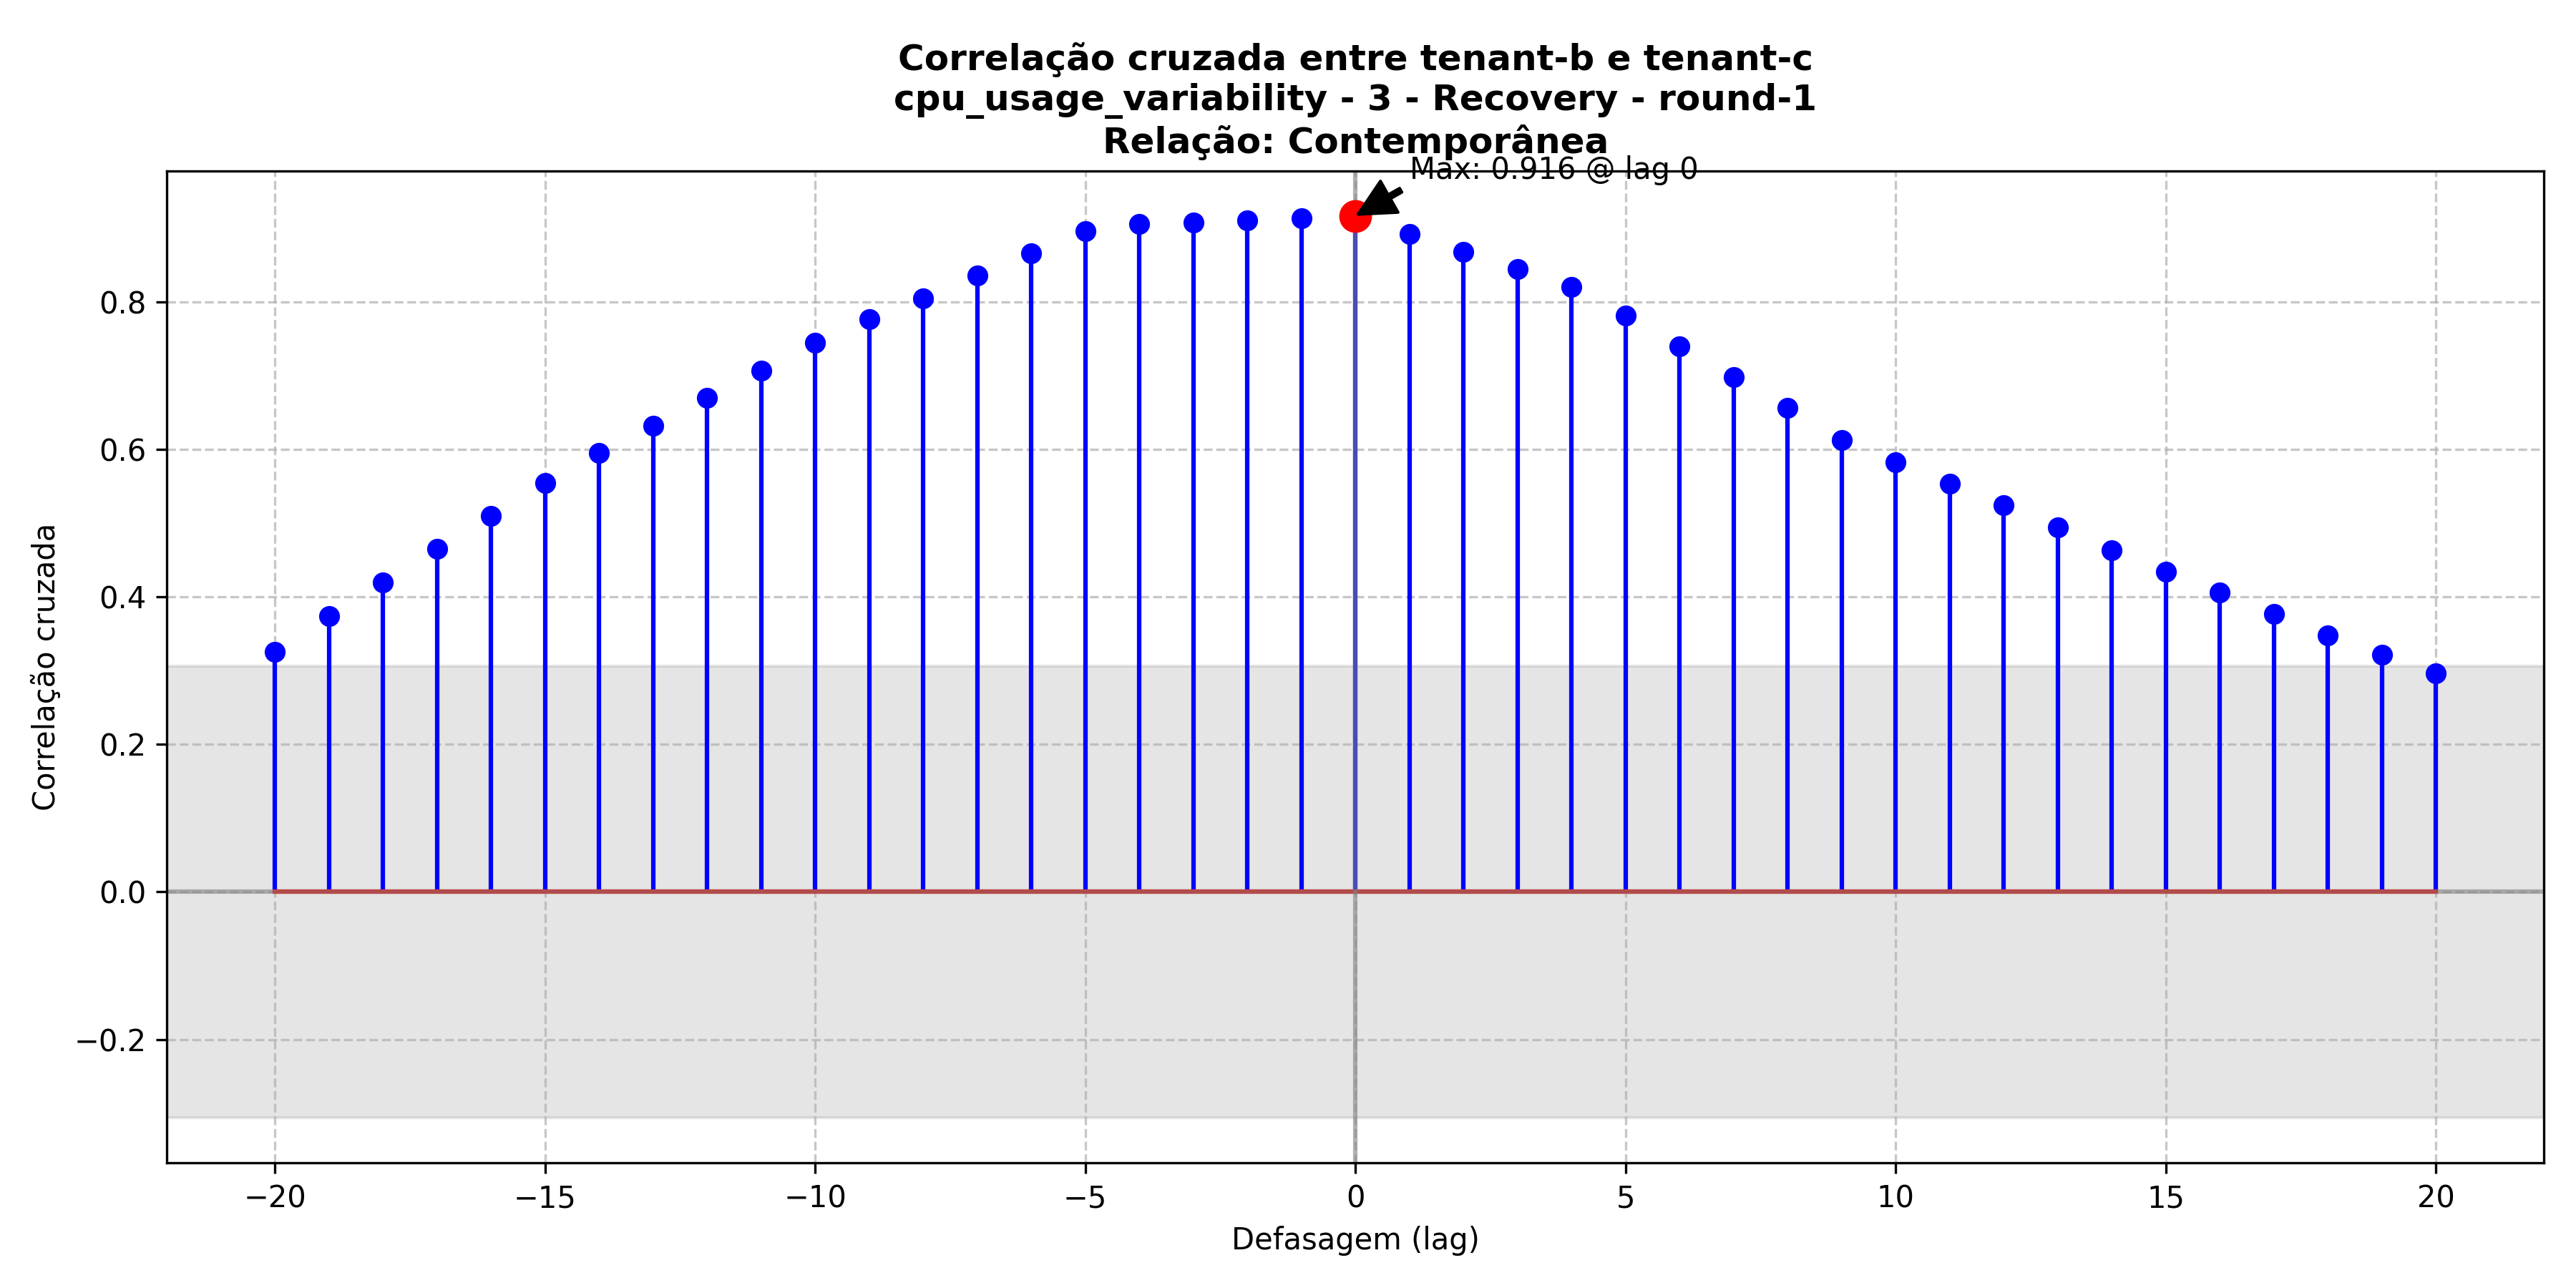 Correlação cruzada entre tenant-b e tenant-c
cpu_usage_variability - 3 - Recovery - round-1
Relação: Contemporânea
Max: 0.916 @ lag 0
0.8
0.6
0.4
0.2
0.0
−0.2
Correlação cruzada
−20
−15
−10
−5
0
5
10
15
20
Defasagem (lag)